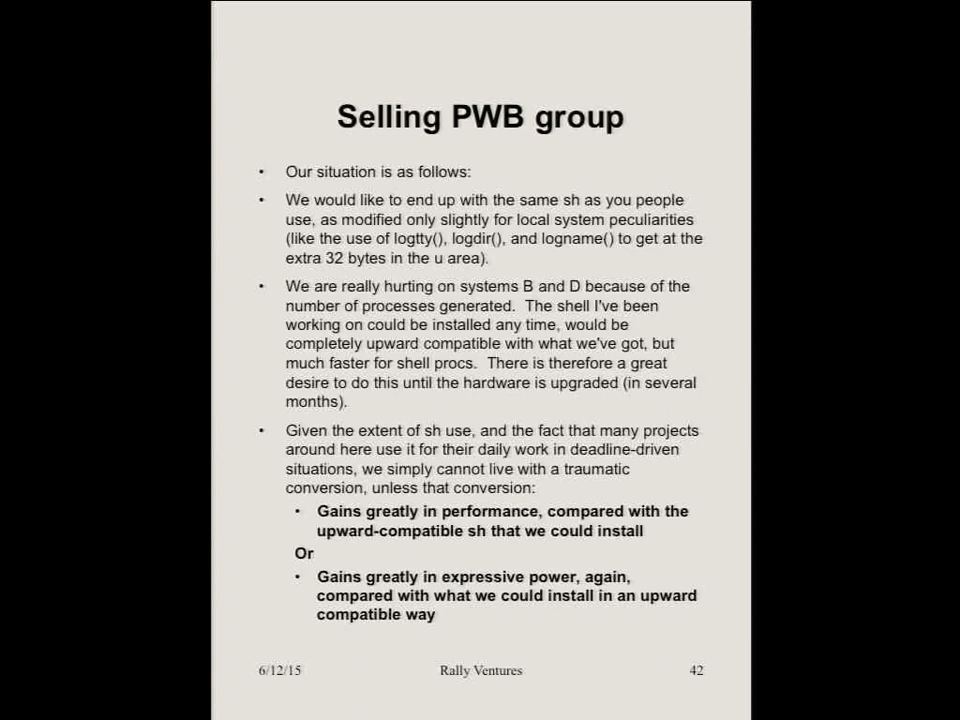 Selling PWB group
• Our situation is as follows:
• We would like to end up with the same sh as you people
use, as modified only slightly for local system peculiarities
(like the use of logtty(), logdir(), and logname() to get at the
extra 32 bytes in the u area).
• We are really hurting on systems B and D because of the
number of processes generated.  The shell I've been
working on could be installed any time, would be
completely upward compatible with what we've got, but
much faster for shell procs.  There is therefore a great
desire to do this until the hardware is upgraded (in several
months).
• Given the extent of sh use, and the fact that many projects
around here use it for their daily work in deadline-driven
situations, we simply cannot live with a traumatic
conversion, unless that conversion:
• Gains greatly in performance, compared with the
upward-compatible sh that we could install
Or
• Gains greatly in expressive power, again,
compared with what we could install in an upward
compatible way
6/12/15 Rally Ventures 42